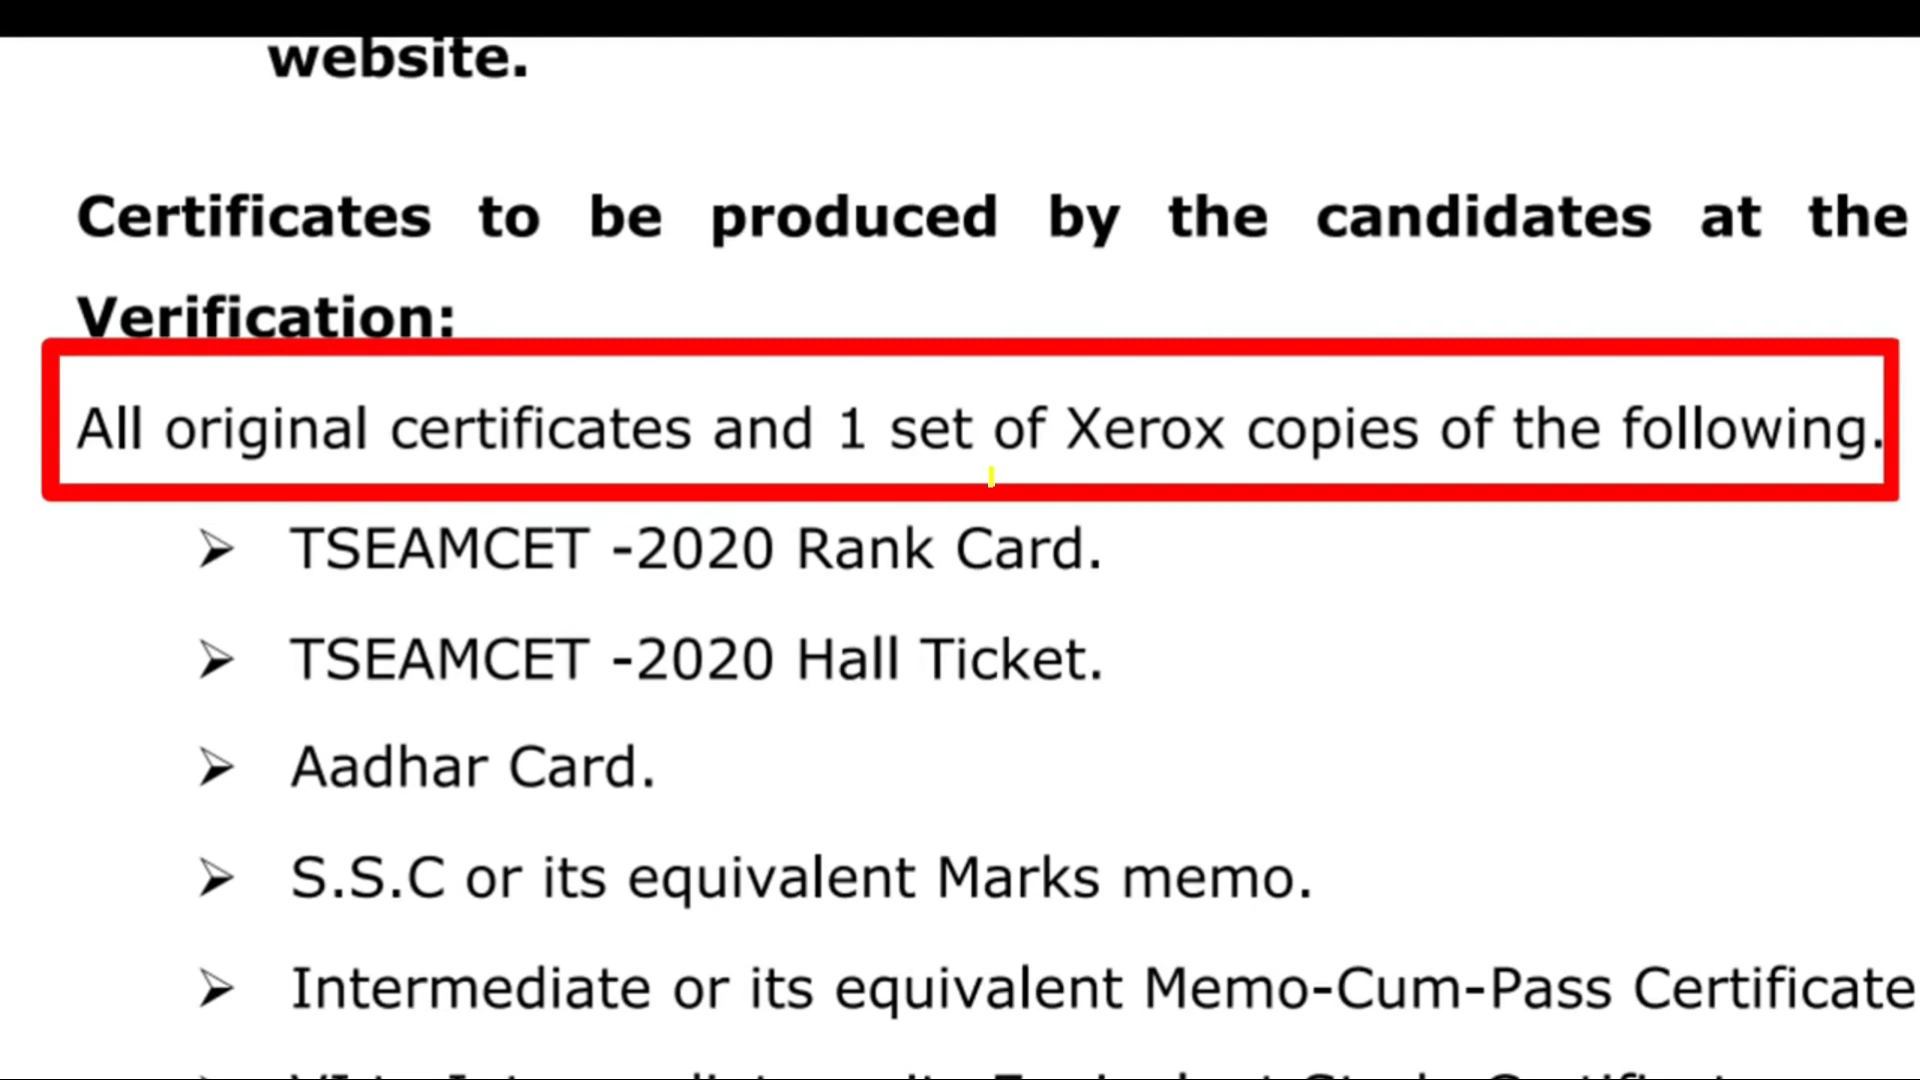 website.
Certificates to be produced by the candidates at the
Verification:
All original certificates and 1 set of Xerox copies of the following.
➢ TSEAMCET -2020 Rank Card.
➢ TSEAMCET -2020 Hall Ticket.
➢ Aadhar Card.
➢ S.S.C or its equivalent Marks memo.
➢ Intermediate or its equivalent Memo-Cum-Pass Certificate